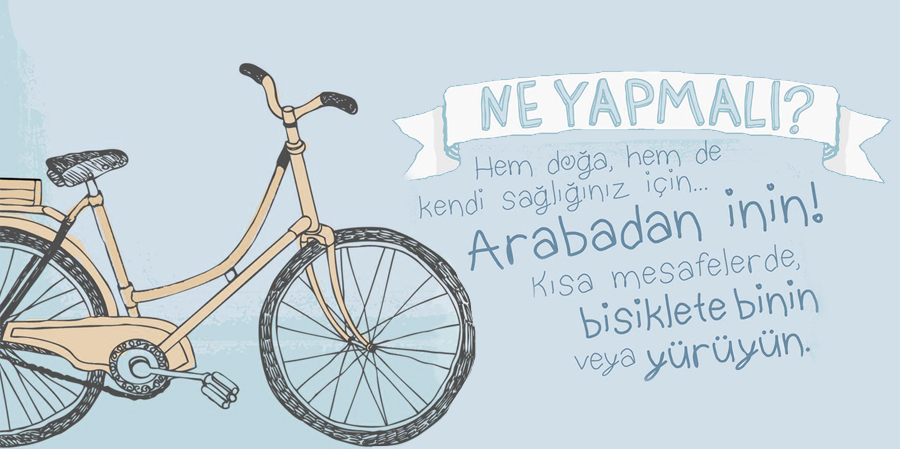 NE YAPMALI?
Hem doğa, hem de
kendi sağlığınız için...
Arabadan inin!
Kısa mesafelerde,
bisiklete binin
veya yürüyün.